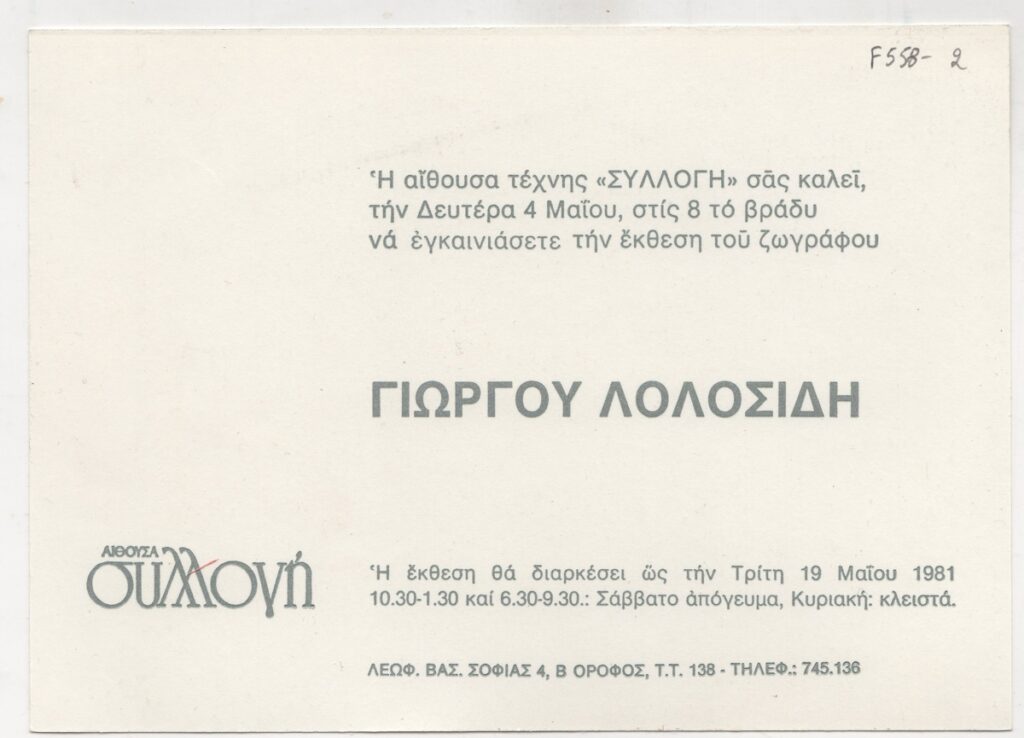 F558- 2
Ἡ αἴθουσα τέχνης «ΣΥΛΛΟΓΗ» σᾶς καλεῖ,
τήν Δευτέρα 4 Μαΐου, στίς 8 τό βράδυ
νά ἐγκαινιάσετε τήν ἔκθεση τοῦ ζωγράφου
ΓΙΩΡΓΟΥ ΛΟΛΟΣΙΔΗ
ΑΙΘΟΥΣΑ
συλλογή
Ἡ ἔκθεση θά διαρκέσει ὥς τήν Τρίτη 19 Μαΐου 1981
10.30-1.30 καί 6.30-9.30.: Σάββατο ἀπόγευμα, Κυριακή: κλειστά.
ΛΕΩΦ. ΒΑΣ. ΣΟΦΙΑΣ 4, Β ΟΡΟΦΟΣ, Τ.Τ. 138 - ΤΗΛΕΦ.: 745.136